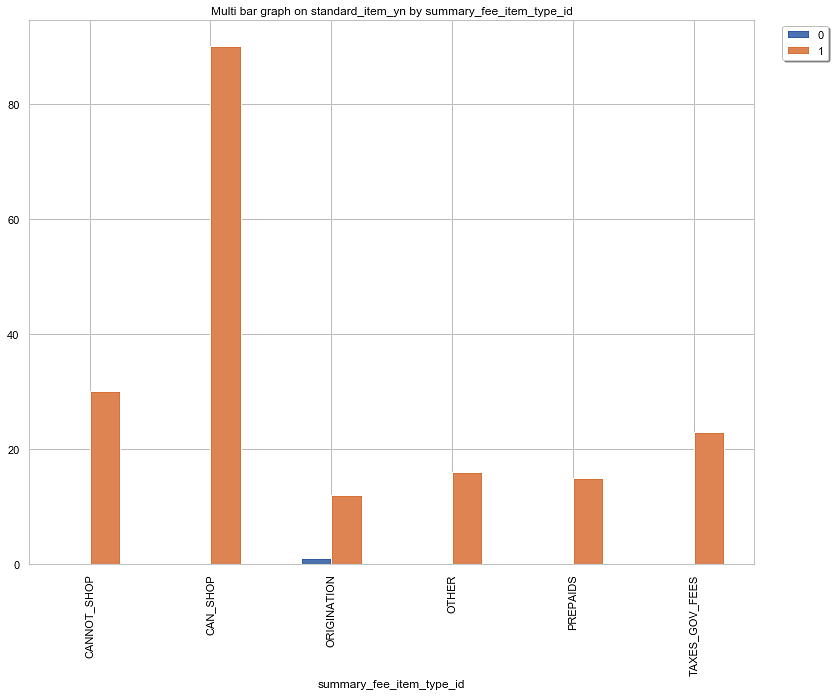 Multi bar graph on standard_item_yn by summary_fee_item_type_id
0
1
80
60
40
20
0
CANNOT_SHOP
CAN_SHOP
ORIGINATION
OTHER
PREPAIDS
TAXES_GOV_FEES
summary_fee_item_type_id